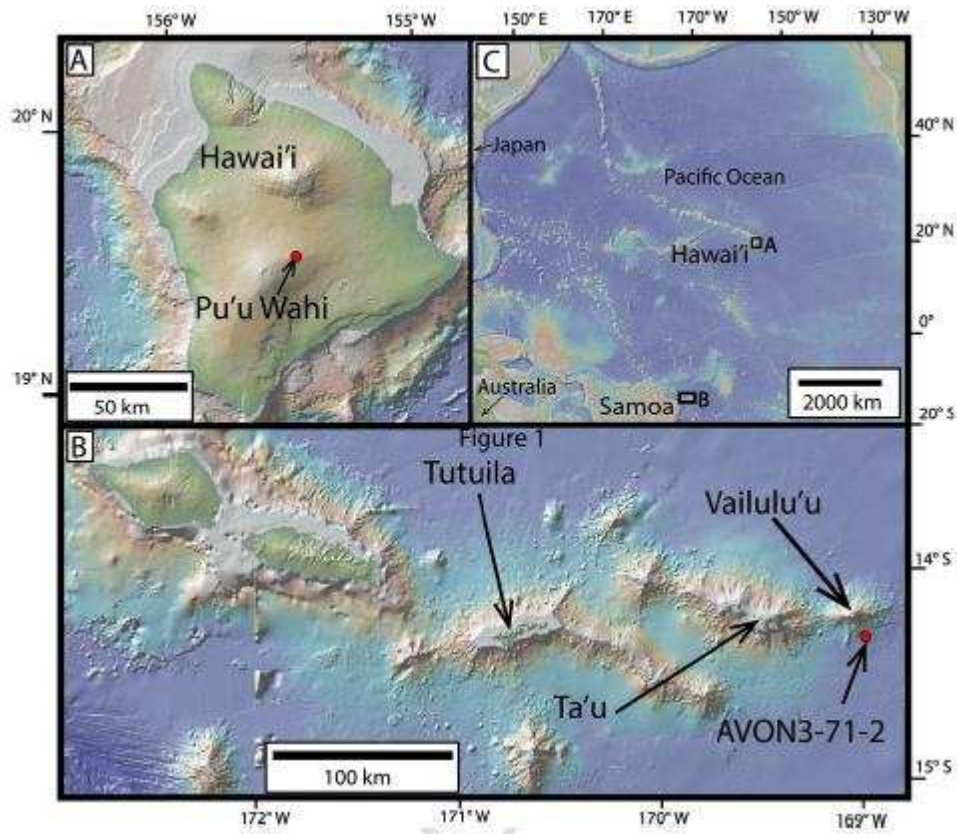 156° W
155° W
150° E
170° E
170° W
150° W
130° W
A
C
20° N
Hawai'i
Pu'u Wahi
19° N
50 km
Japan
Pacific Ocean
Hawai'i
A
Australia
Samoa
B
2000 km
40° N
20° N
0°
20° S
B
Figure 1
Tutuila
Vailulu'u
14° S
Ta'u
AVON3-71-2
100 km
15° S
172° W
171° W
170° W
169° W